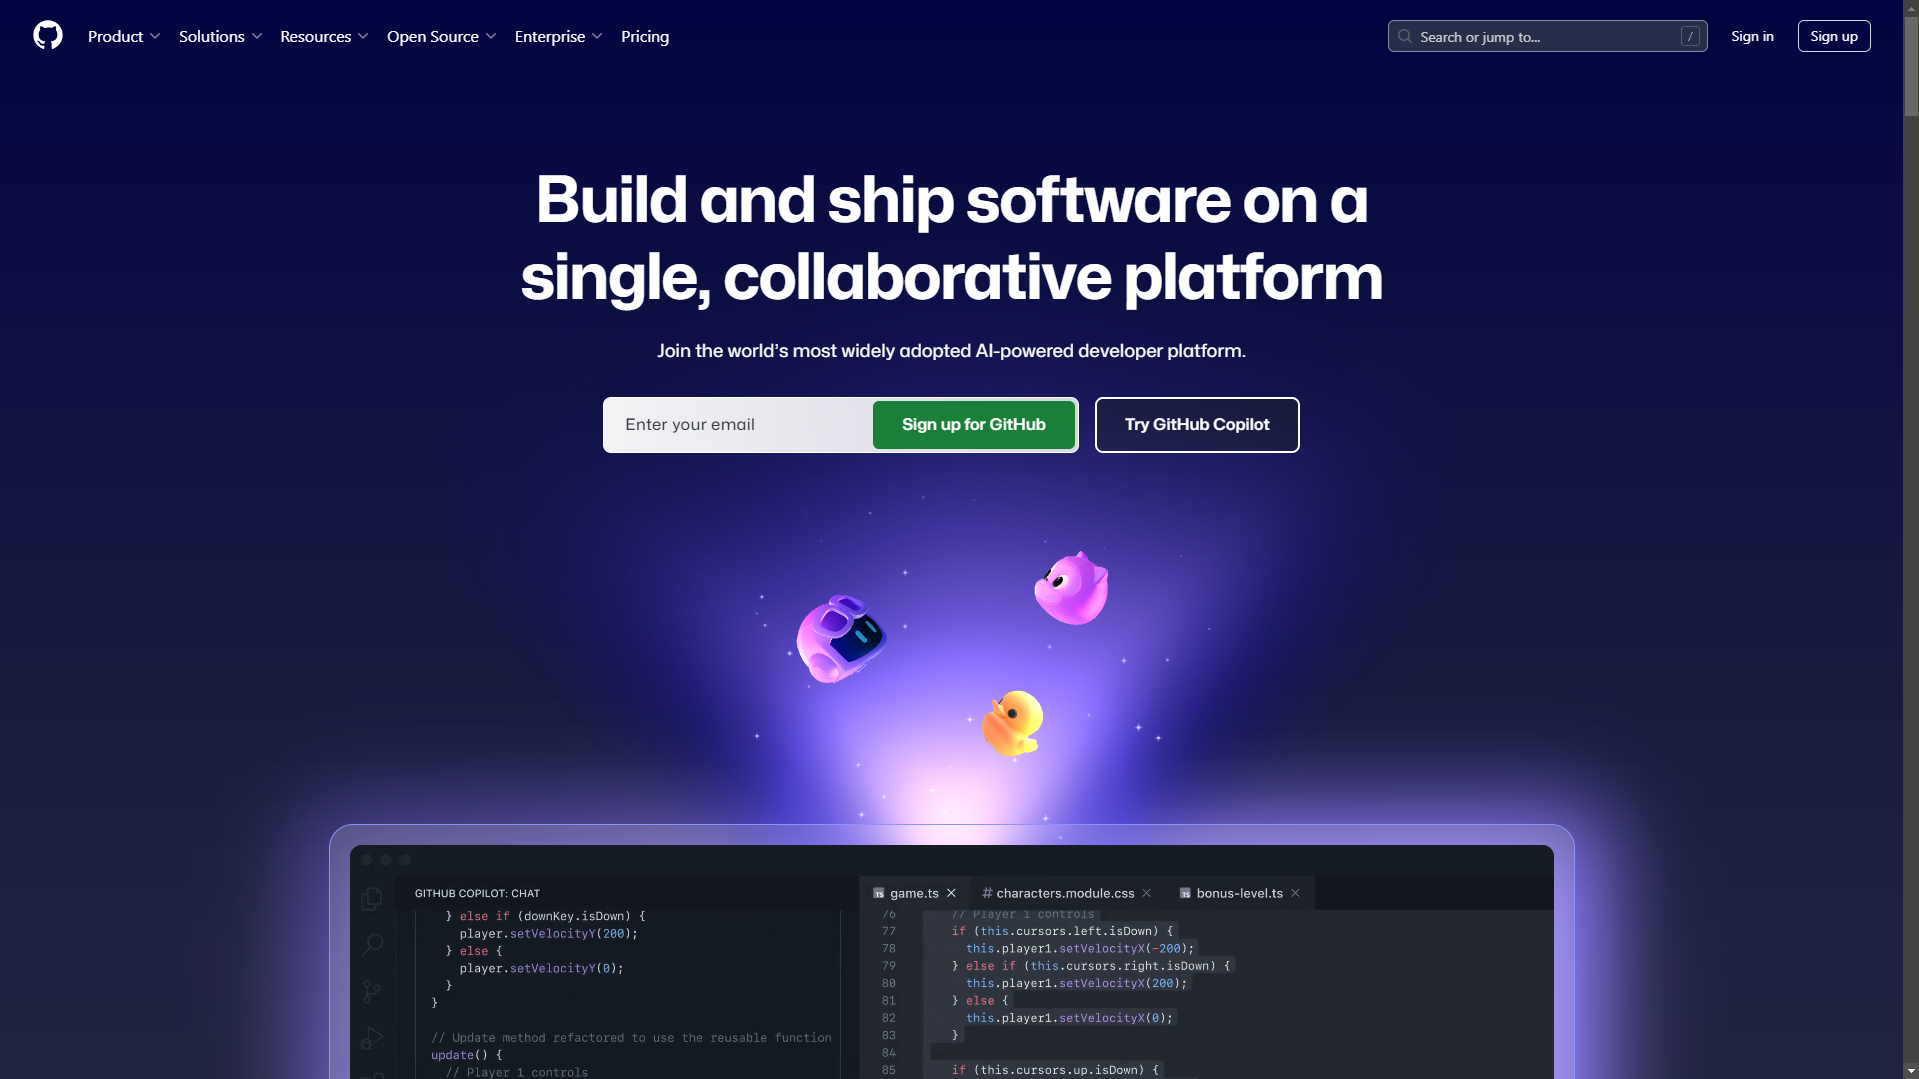 Product
Solutions
Resources
Open Source
Enterprise
Pricing
Search or jump to...
/
Sign in
Sign up
Build and ship software on a
single, collaborative platform
Join the world’s most widely adopted AI-powered developer platform.
Enter your email
Sign up for GitHub
Try GitHub Copilot
GITHUB COPILOT: CHAT
} else if (downKey.isDown) {
player.setVelocityY(200);
} else {
player.setVelocityY(0);
}
}
// Update method refactored to use the reusable function
update() {
// Player 1 controls
TS game.ts
# characters.module.css
TS bonus-level.ts
76 // Player 1 controls
77 if (this.cursors.left.isDown) {
78 this.player1.setVelocityX(-200);
79 } else if (this.cursors.right.isDown) {
80 this.player1.setVelocityX(200);
81 } else {
82 this.player1.setVelocityX(0);
83 }
84
85 if (this.cursors.up.isDown) {